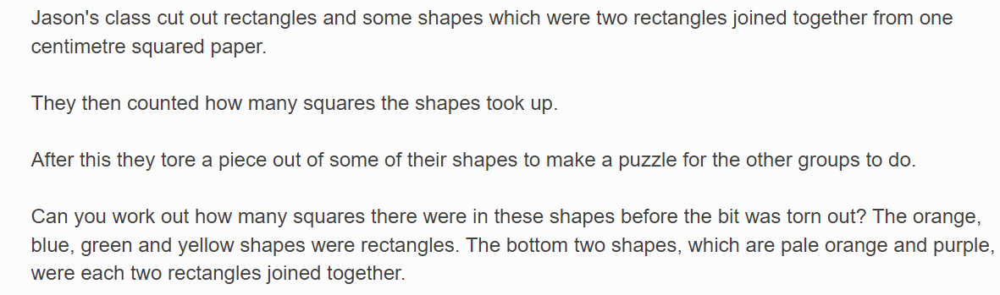 Jason's class cut out rectangles and some shapes which were two rectangles joined together from one
centimetre squared paper.
They then counted how many squares the shapes took up.
After this they tore a piece out of some of their shapes to make a puzzle for the other groups to do.
Can you work out how many squares there were in these shapes before the bit was torn out? The orange,
blue, green and yellow shapes were rectangles. The bottom two shapes, which are pale orange and purple,
were each two rectangles joined together.